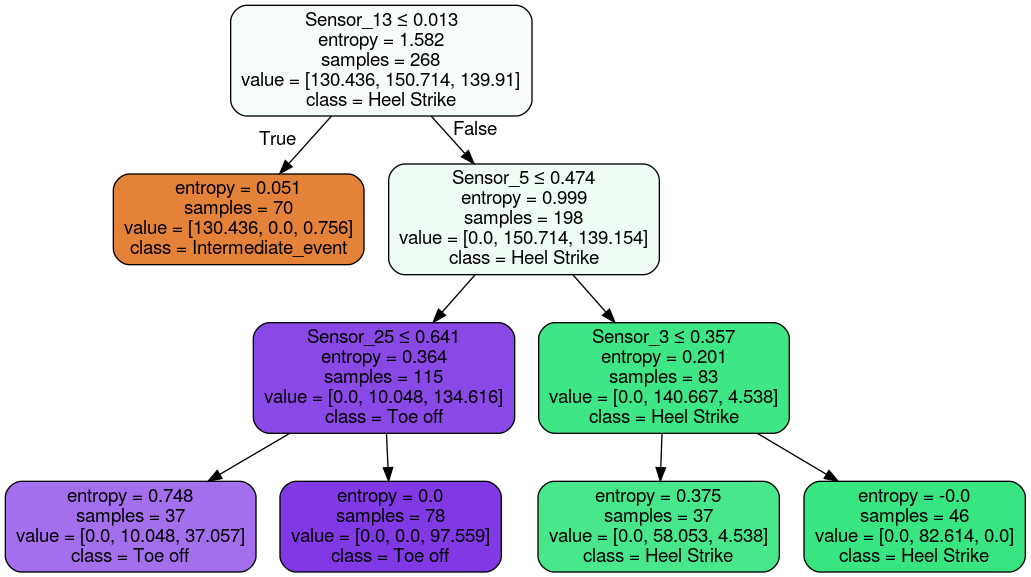 Sensor_13 ≤ 0.013
entropy = 1.582
samples = 268
value = [130.436, 150.714, 139.91]
class = Heel Strike
True
False
entropy = 0.051
samples = 70
value = [130.436, 0.0, 0.756]
class = Intermediate_event
Sensor_5 ≤ 0.474
entropy = 0.999
samples = 198
value = [0.0, 150.714, 139.154]
class = Heel Strike
Sensor_25 ≤ 0.641
entropy = 0.364
samples = 115
value = [0.0, 10.048, 134.616]
class = Toe off
Sensor_3 ≤ 0.357
entropy = 0.201
samples = 83
value = [0.0, 140.667, 4.538]
class = Heel Strike
entropy = 0.748
samples = 37
value = [0.0, 10.048, 37.057]
class = Toe off
entropy = 0.0
samples = 78
value = [0.0, 0.0, 97.559]
class = Toe off
entropy = 0.375
samples = 37
value = [0.0, 58.053, 4.538]
class = Heel Strike
entropy = -0.0
samples = 46
value = [0.0, 82.614, 0.0]
class = Heel Strike